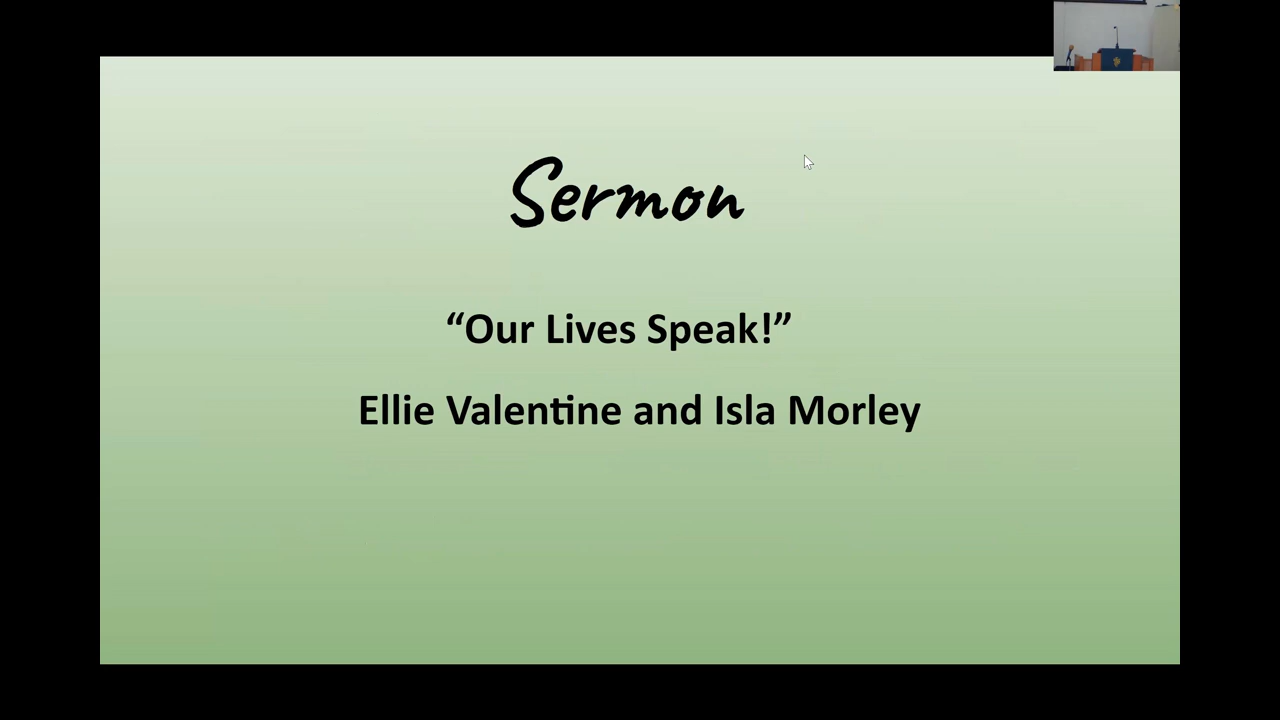 Sermon
“Our Lives Speak!”
Ellie Valentine and Isla Morley